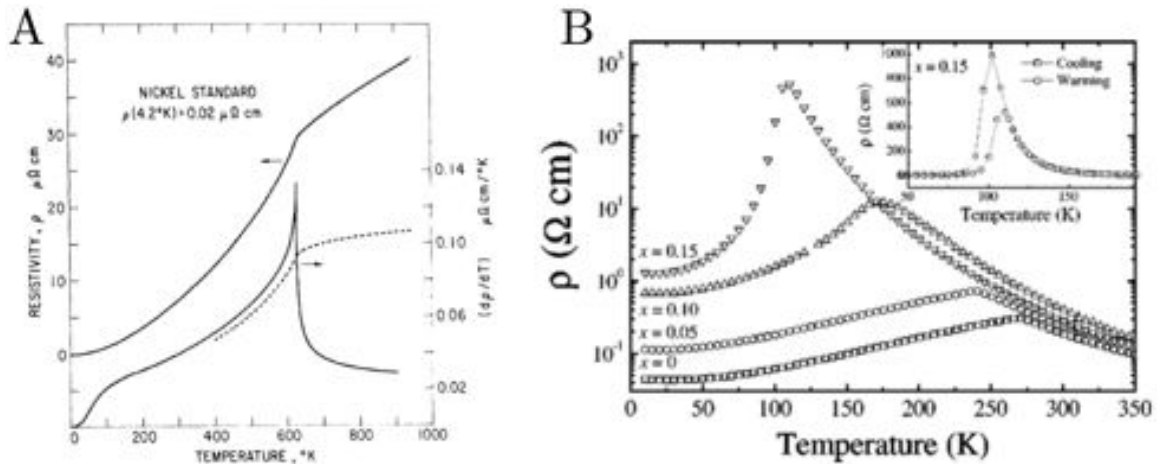 A
40
30
20
10
0
RESISTIVITY, ρ μΩ cm
NICKEL STANDARD
ρ(4.2°K)=0.02 μΩ cm
0.14
0.10
0.06
0.02
(dρ/dT) μΩ cm/°K
0 200 400 600 800 1000
TEMPERATURE, °K
B
10³
10²
10¹
10⁰
10⁻¹
ρ (Ω cm)
x = 0.15
x = 0.10
x = 0.05
x = 0
0 50 100 150 200 250 300 350
Temperature (K)
x = 0.15
Cooling
Warming
800
600
400
ρ (Ω cm)
50 100 150
Temperature (K)